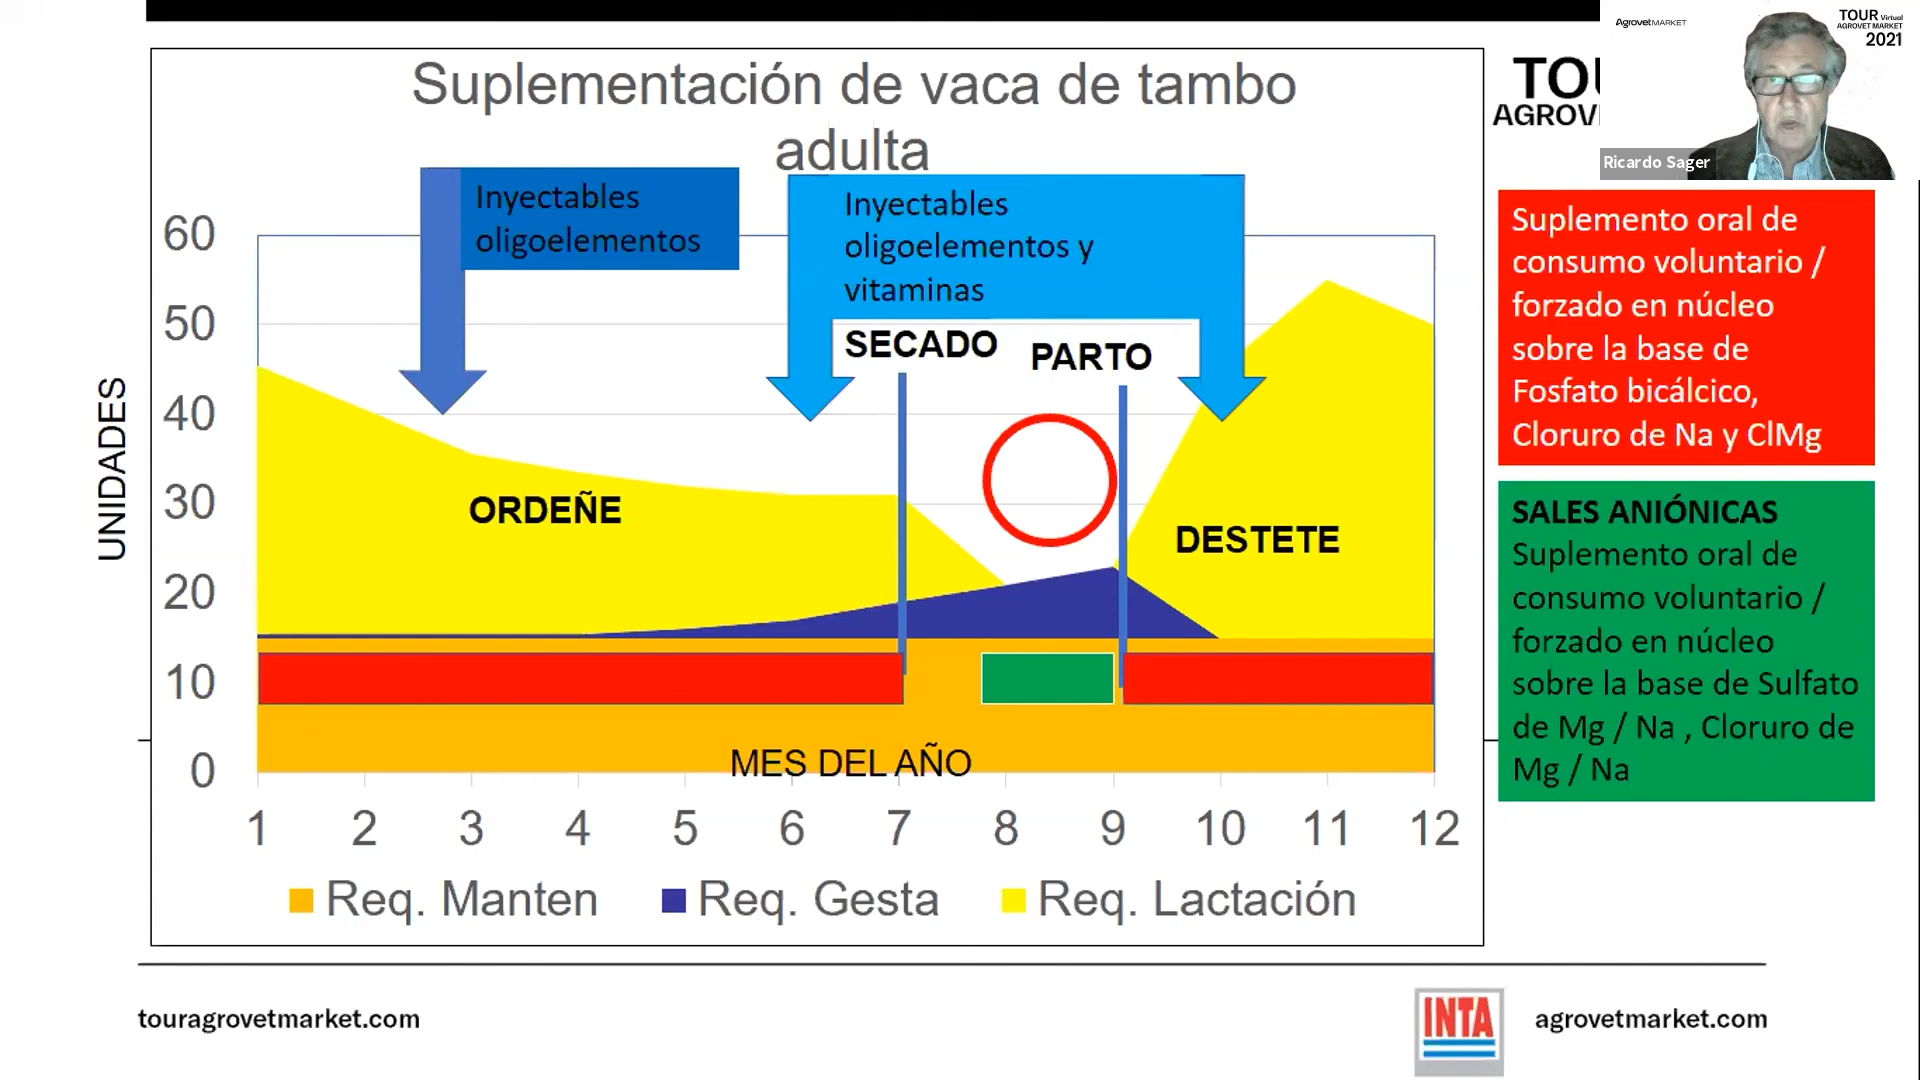 AgrovetMARKET
TOUR Virtual
AGROVET MARKET
2021
Ricardo Sager
Suplementación de vaca de tambo
adulta
Inyectables
oligoelementos
Inyectables
oligoelementos y
vitaminas
SECADO
PARTO
ORDEÑE
DESTETE
UNIDADES
60
50
40
30
20
10
0
MES DEL AÑO
1 2 3 4 5 6 7 8 9 10 11 12
Req. Manten Req. Gesta Req. Lactación
Suplemento oral de
consumo voluntario /
forzado en núcleo
sobre la base de
Fosfato bicálcico,
Cloruro de Na y ClMg
SALES ANIÓNICAS
Suplemento oral de
consumo voluntario /
forzado en núcleo
sobre la base de Sulfato
de Mg / Na , Cloruro de
Mg / Na
touragrovetmarket.com
INTA
agrovetmarket.com